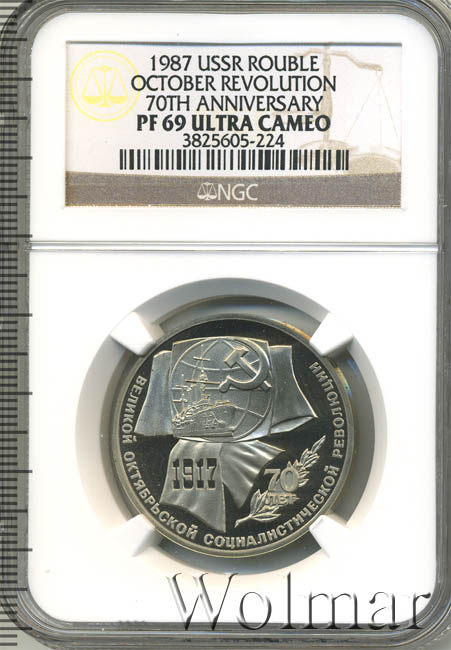 1987 USSR ROUBLE
OCTOBER REVOLUTION
70TH ANNIVERSARY
PF 69 ULTRA CAMEO
3825605-224
NGC
1917
70
ЛЕТ
ВЕЛИКОЙ ОКТЯБРЬСКОЙ СОЦИАЛИСТИЧЕСКОЙ РЕВОЛЮЦИИ
Wolmar